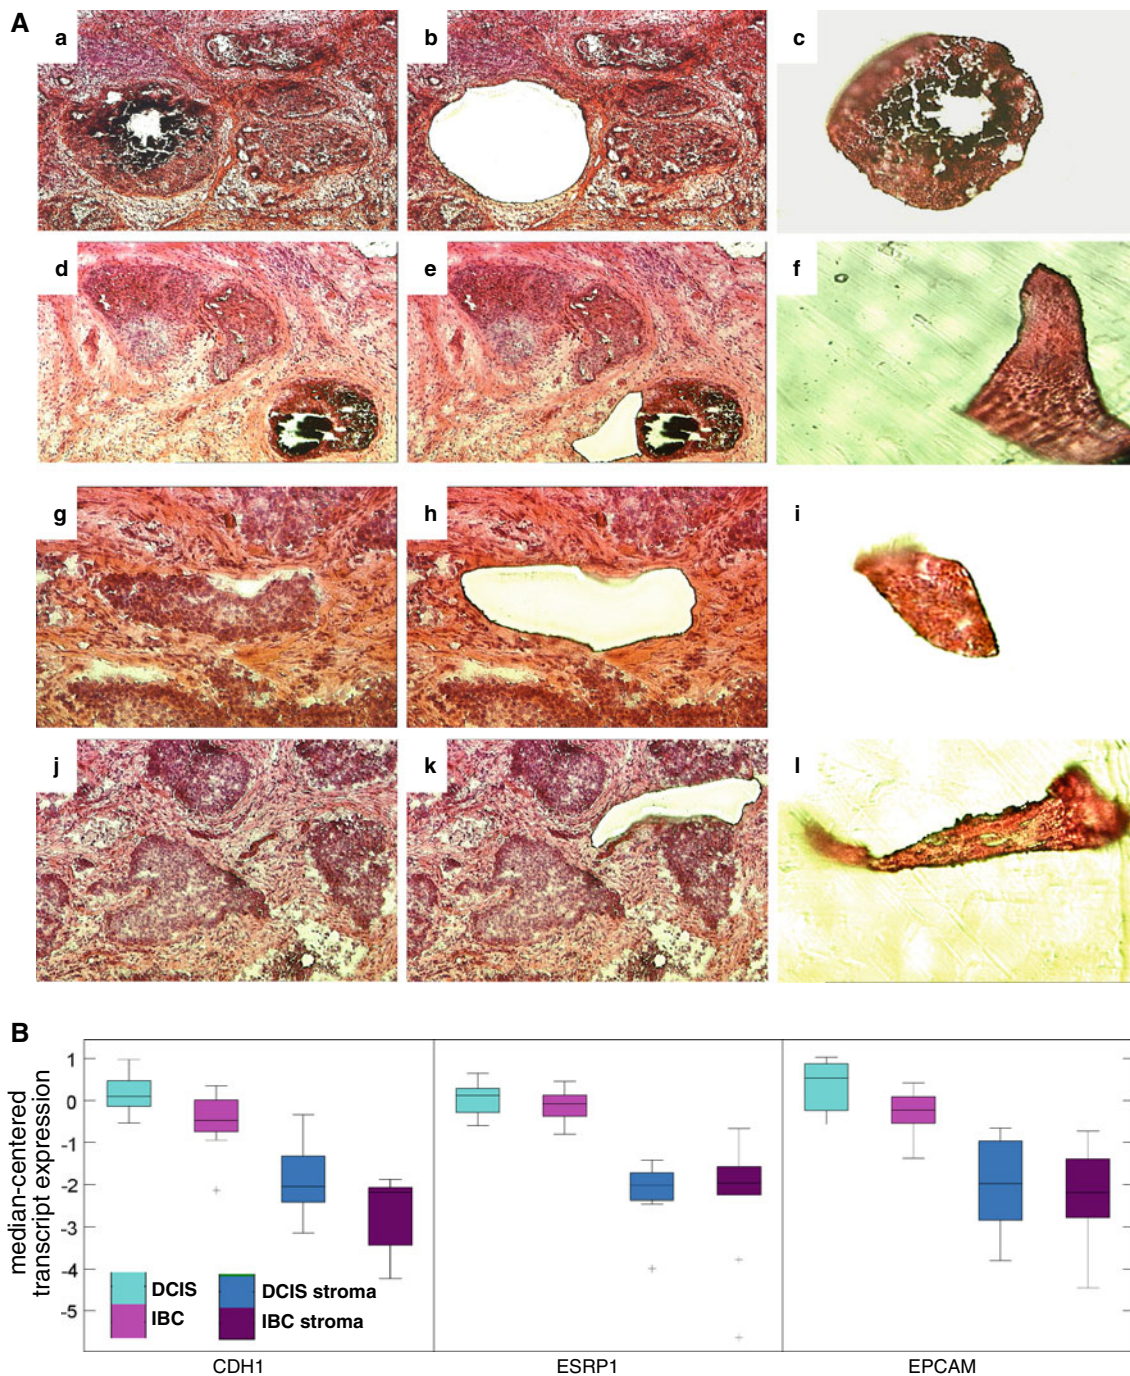 A
a
b
c
d
e
f
g
h
i
j
k
l
B
median-centered
transcript expression
1
0
-1
-2
-3
-4
-5
DCIS
IBC
DCIS stroma
IBC stroma
CDH1
ESRP1
EPCAM